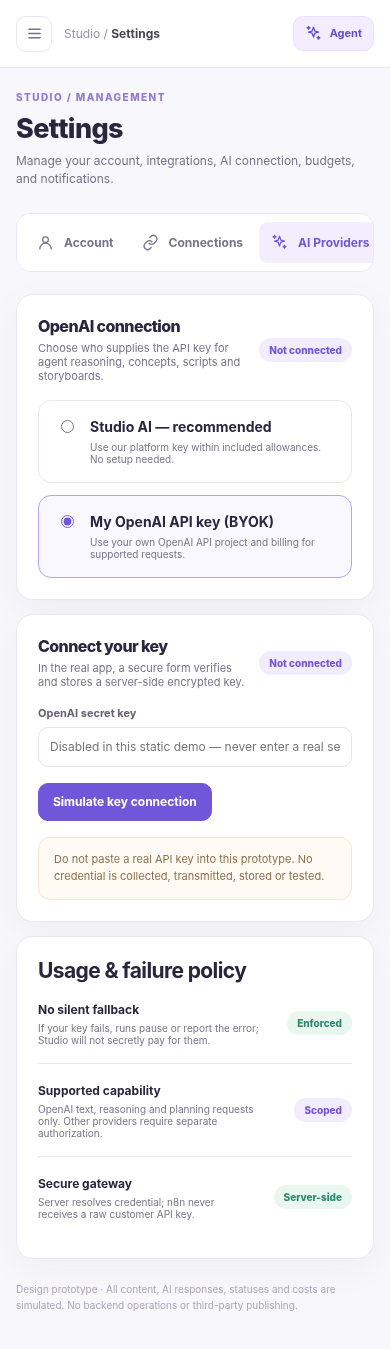 Studio / Settings
Agent
STUDIO / MANAGEMENT
Settings
Manage your account, integrations, AI connection, budgets,
and notifications.
Account
Connections
AI Providers
OpenAI connection
Choose who supplies the API key for
agent reasoning, concepts, scripts and
storyboards.
Not connected
Studio AI — recommended
Use our platform key within included allowances.
No setup needed.
My OpenAI API key (BYOK)
Use your own OpenAI API project and billing for
supported requests.
Connect your key
In the real app, a secure form verifies
and stores a server-side encrypted key.
Not connected
OpenAI secret key
Disabled in this static demo — never enter a real se
Simulate key connection
Do not paste a real API key into this prototype. No
credential is collected, transmitted, stored or tested.
Usage & failure policy
No silent fallback
If your key fails, runs pause or report the error;
Studio will not secretly pay for them.
Enforced
Supported capability
OpenAI text, reasoning and planning requests
only. Other providers require separate
authorization.
Scoped
Secure gateway
Server resolves credential; n8n never
receives a raw customer API key.
Server-side
Design prototype · All content, AI responses, statuses and costs are
simulated. No backend operations or third-party publishing.